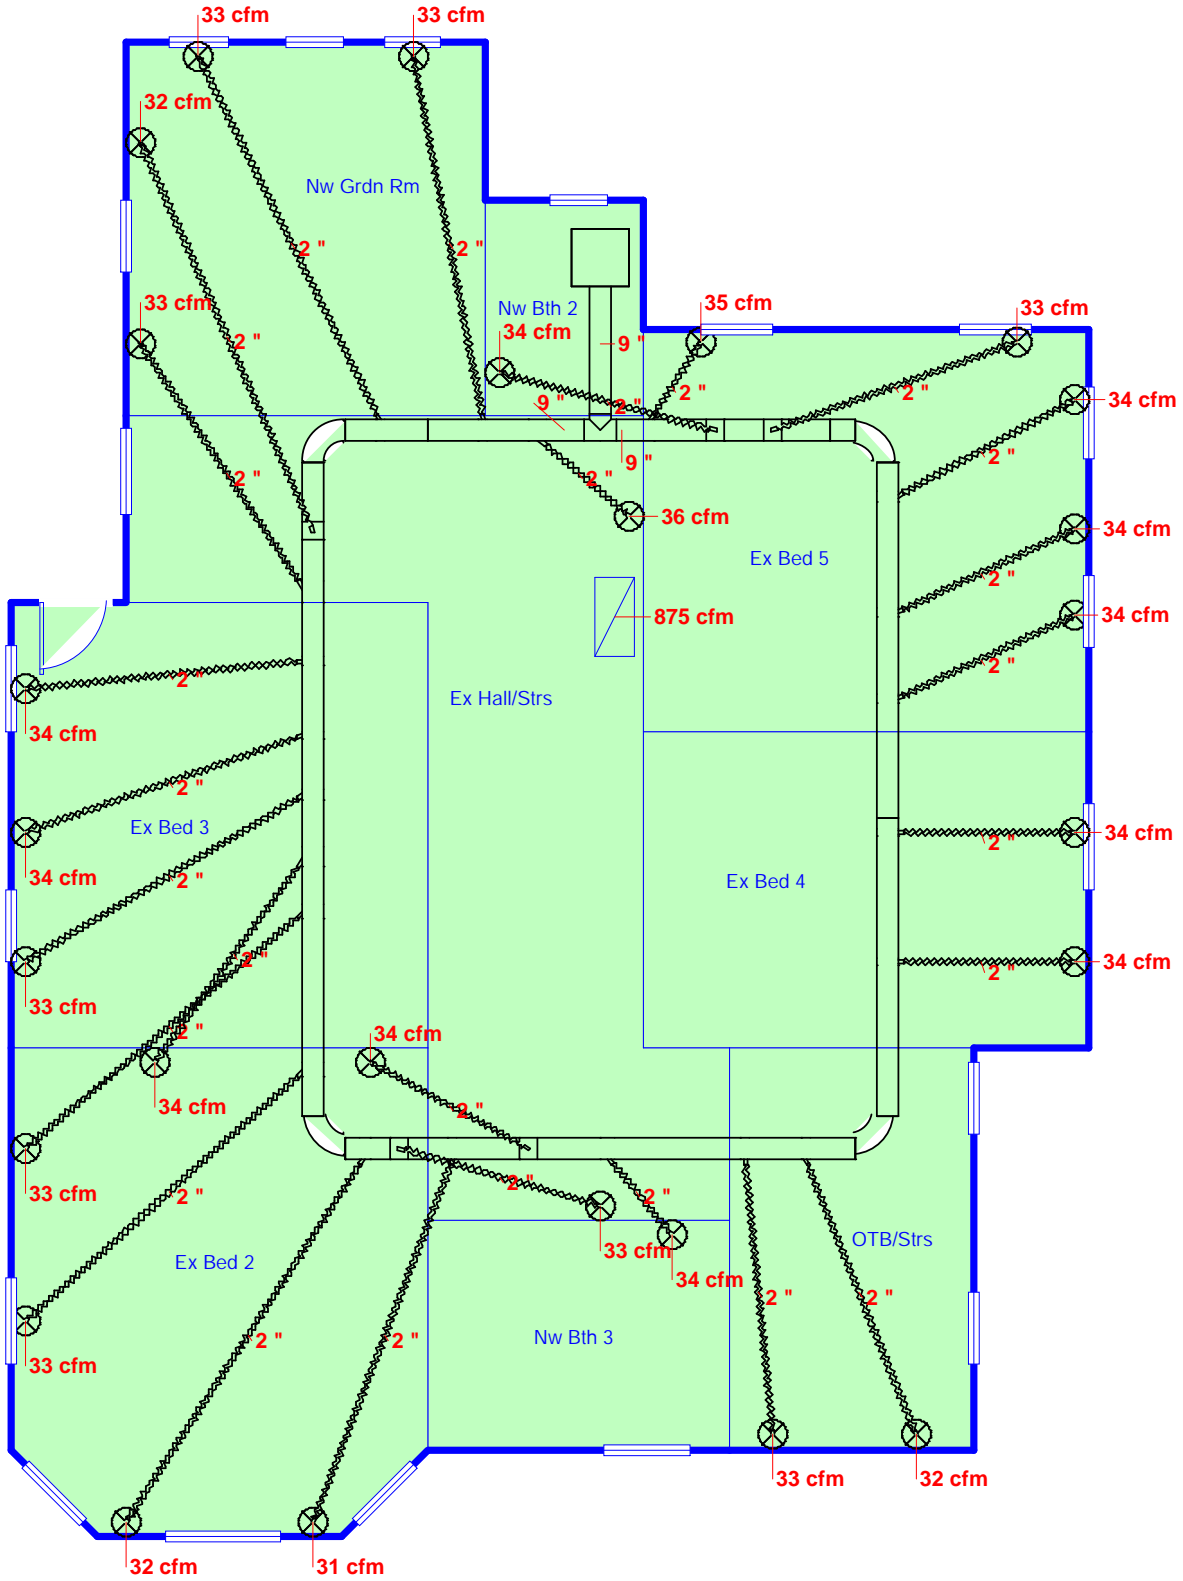 33 cfm
33 cfm
32 cfm
Nw Grdn Rm
2 "
2 "
33 cfm
Nw Bth 2
35 cfm
33 cfm
2 "
9 "
34 cfm
2 "
2 "
9 "
2 "
34 cfm
2 "
9 "
2 "
2 "
36 cfm
34 cfm
Ex Bed 5
2 "
875 cfm
34 cfm
2 "
2 "
Ex Hall/Strs
34 cfm
2 "
Ex Bed 3
34 cfm
2 "
34 cfm
2 "
Ex Bed 4
2 "
34 cfm
2 "
33 cfm
2 "
34 cfm
34 cfm
2 "
33 cfm
2 "
2 "
2 "
OTB/Strs
33 cfm
Ex Bed 2
34 cfm
2 "
2 "
2 "
2 "
Nw Bth 3
33 cfm
33 cfm
32 cfm
32 cfm
31 cfm